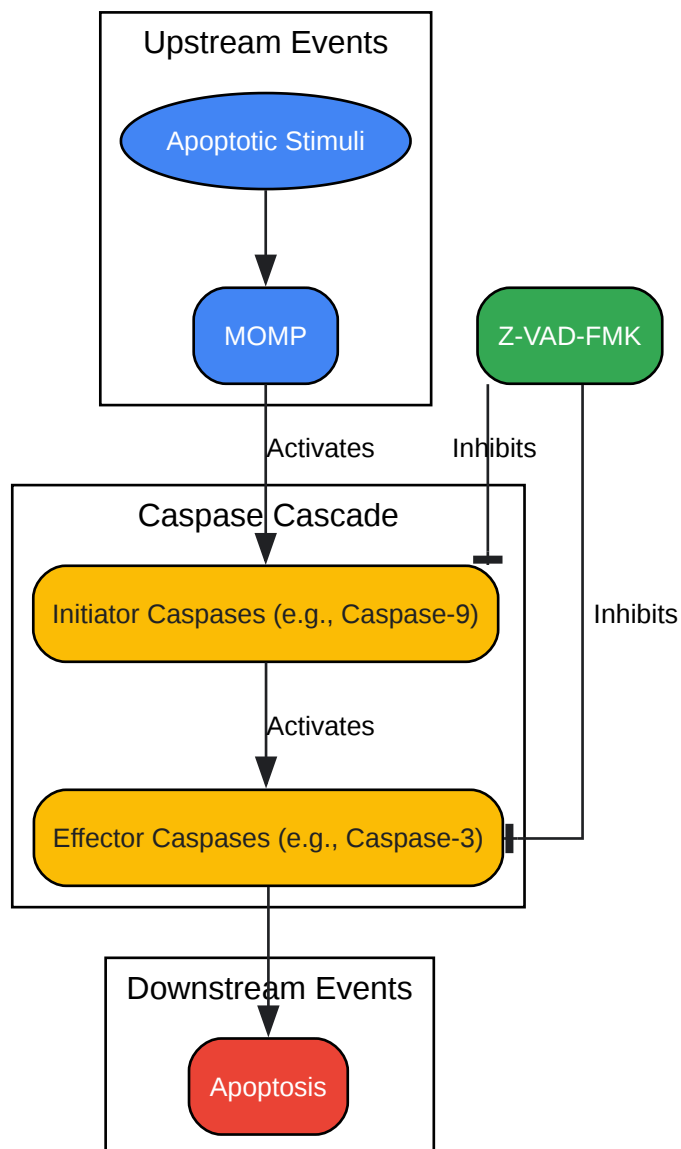 Upstream Events
Apoptotic Stimuli
MOMP
Z-VAD-FMK
Activates
Inhibits
Caspase Cascade
Initiator Caspases (e.g., Caspase-9)
Inhibits
Activates
Effector Caspases (e.g., Caspase-3)
Downstream Events
Apoptosis